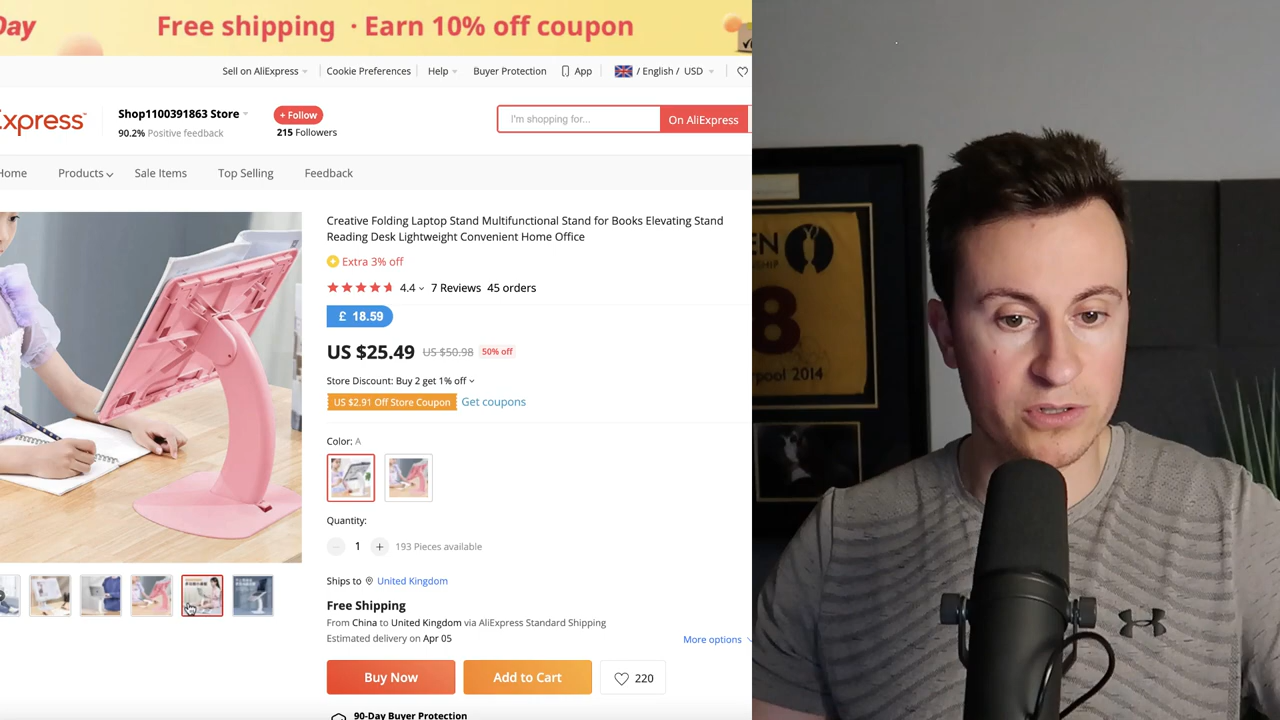 Day
Free shipping · Earn 10% off coupon
Sell on AliExpress
Cookie Preferences
Help
Buyer Protection
App
/ English / USD
xpress
Shop1100391863 Store
90.2% Positive feedback
+ Follow
215 Followers
I'm shopping for...
On AliExpress
Home
Products
Sale Items
Top Selling
Feedback
Creative Folding Laptop Stand Multifunctional Stand for Books Elevating Stand
Reading Desk Lightweight Convenient Home Office
Extra 3% off
4.4 7 Reviews 45 orders
£ 18.59
US $25.49 US $50.98 50% off
Store Discount: Buy 2 get 1% off
US $2.91 Off Store Coupon Get coupons
Color: A
Quantity:
1 + 193 Pieces available
Ships to United Kingdom
Free Shipping
From China to United Kingdom via AliExpress Standard Shipping
Estimated delivery on Apr 05
More options
Buy Now
Add to Cart
220
90-Day Buyer Protection
EN
8
rpool 2014